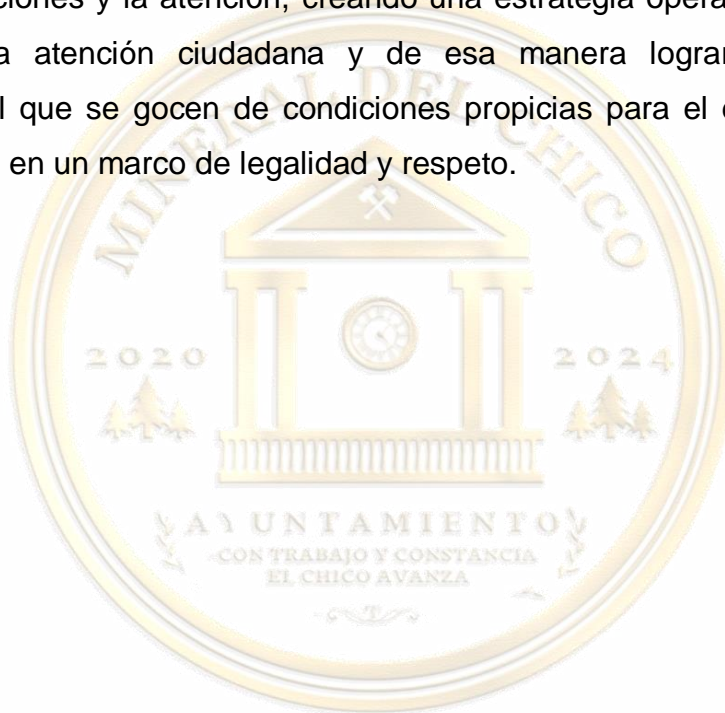 ciones y la atención, creando una estrategia opera
a atención ciudadana y de esa manera lograr
l que se gocen de condiciones propicias para el
en un marco de legalidad y respeto.
MINERAL DEL CHICO
2020 2024
AYUNTAMIENTO
CON TRABAJO Y CONSTANCIA
EL CHICO AVANZA